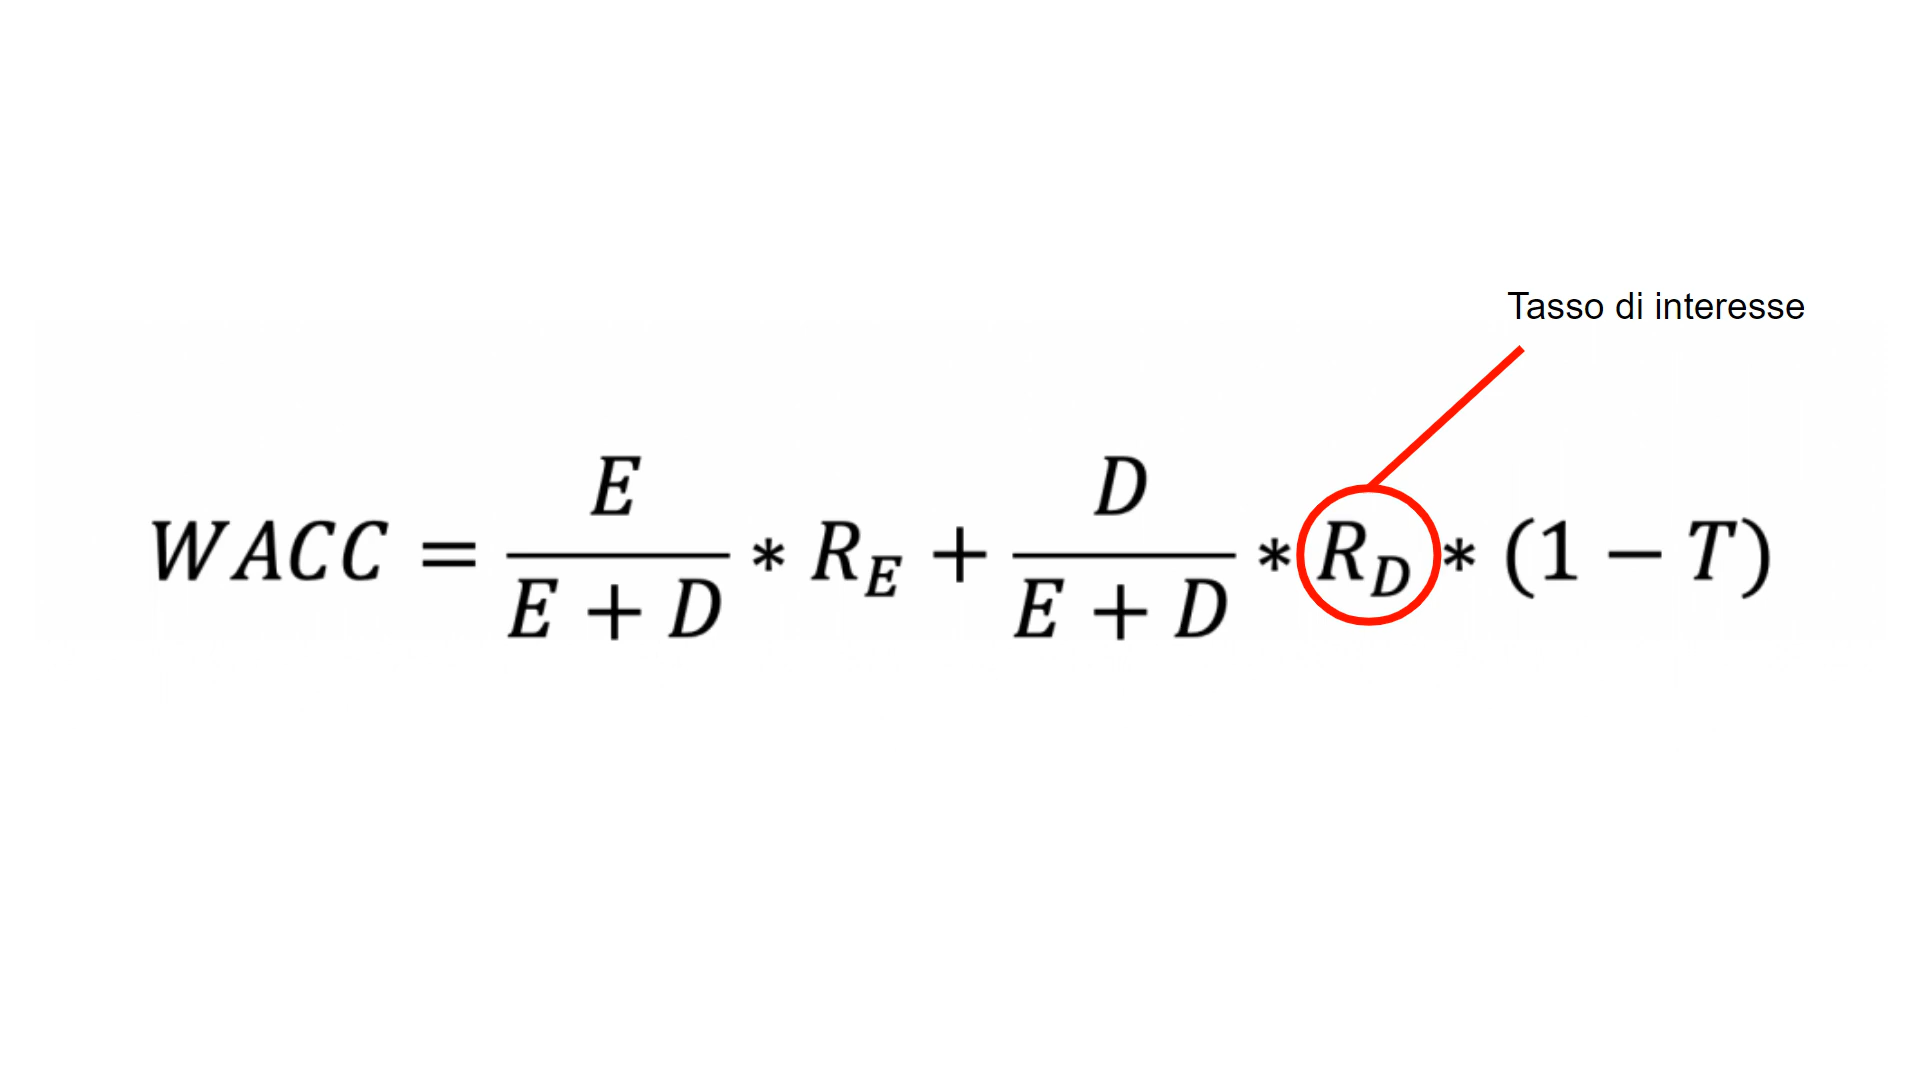 Tasso di interesse
WACC = E / (E + D) * R_E + D / (E + D) * R_D * (1 − T)